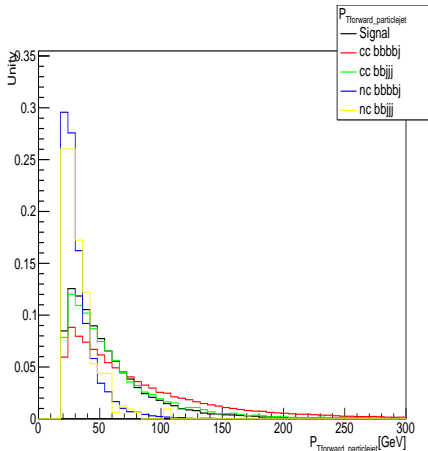 P_Tforward_particlejet
Signal
cc bbbbj
cc bbjjj
nc bbbbj
nc bbjjj
Unity
0.35
0.3
0.25
0.2
0.15
0.1
0.05
0
0 50 100 150 200 250 300
P_Tforward_particlejet[GeV]